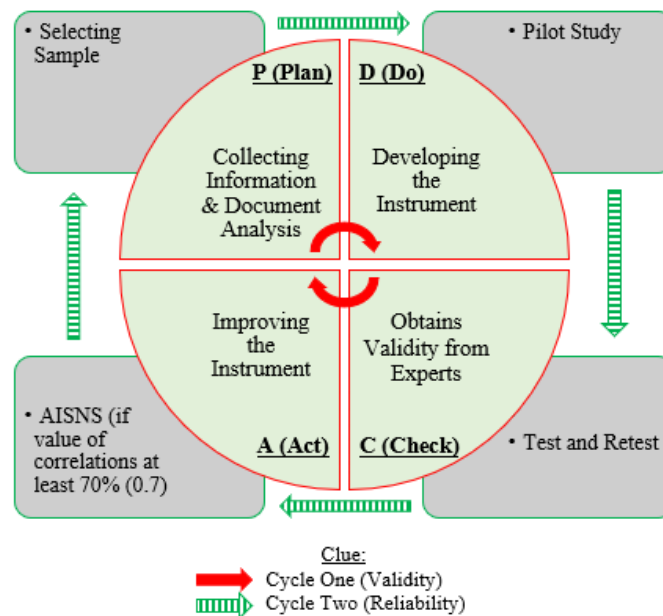 • Selecting
Sample
• Pilot Study
P (Plan)
D (Do)
Collecting
Information
& Document
Analysis
Developing
the
Instrument
Improving
the
Instrument
Obtains
Validity from
Experts
• AISNS (if
value of
correlations at
least 70% (0.7)
A (Act)
C (Check)
• Test and Retest
Clue:
Cycle One (Validity)
Cycle Two (Reliability)